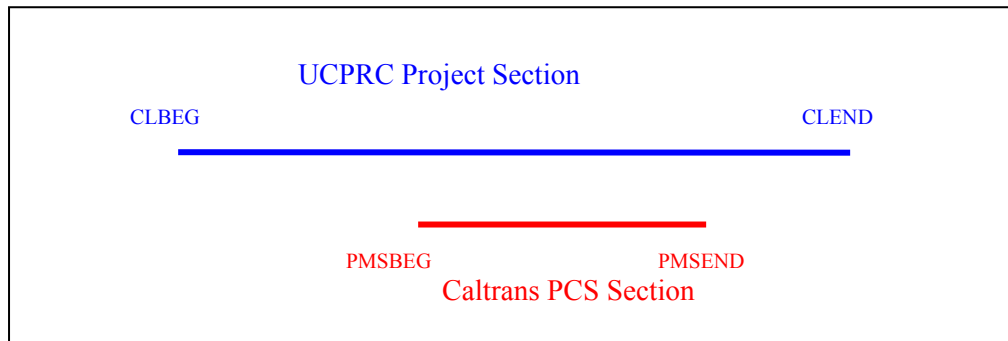 UCPRC Project Section
CLBEG
CLEND
PMSBEG
PMSEND
Caltrans PCS Section